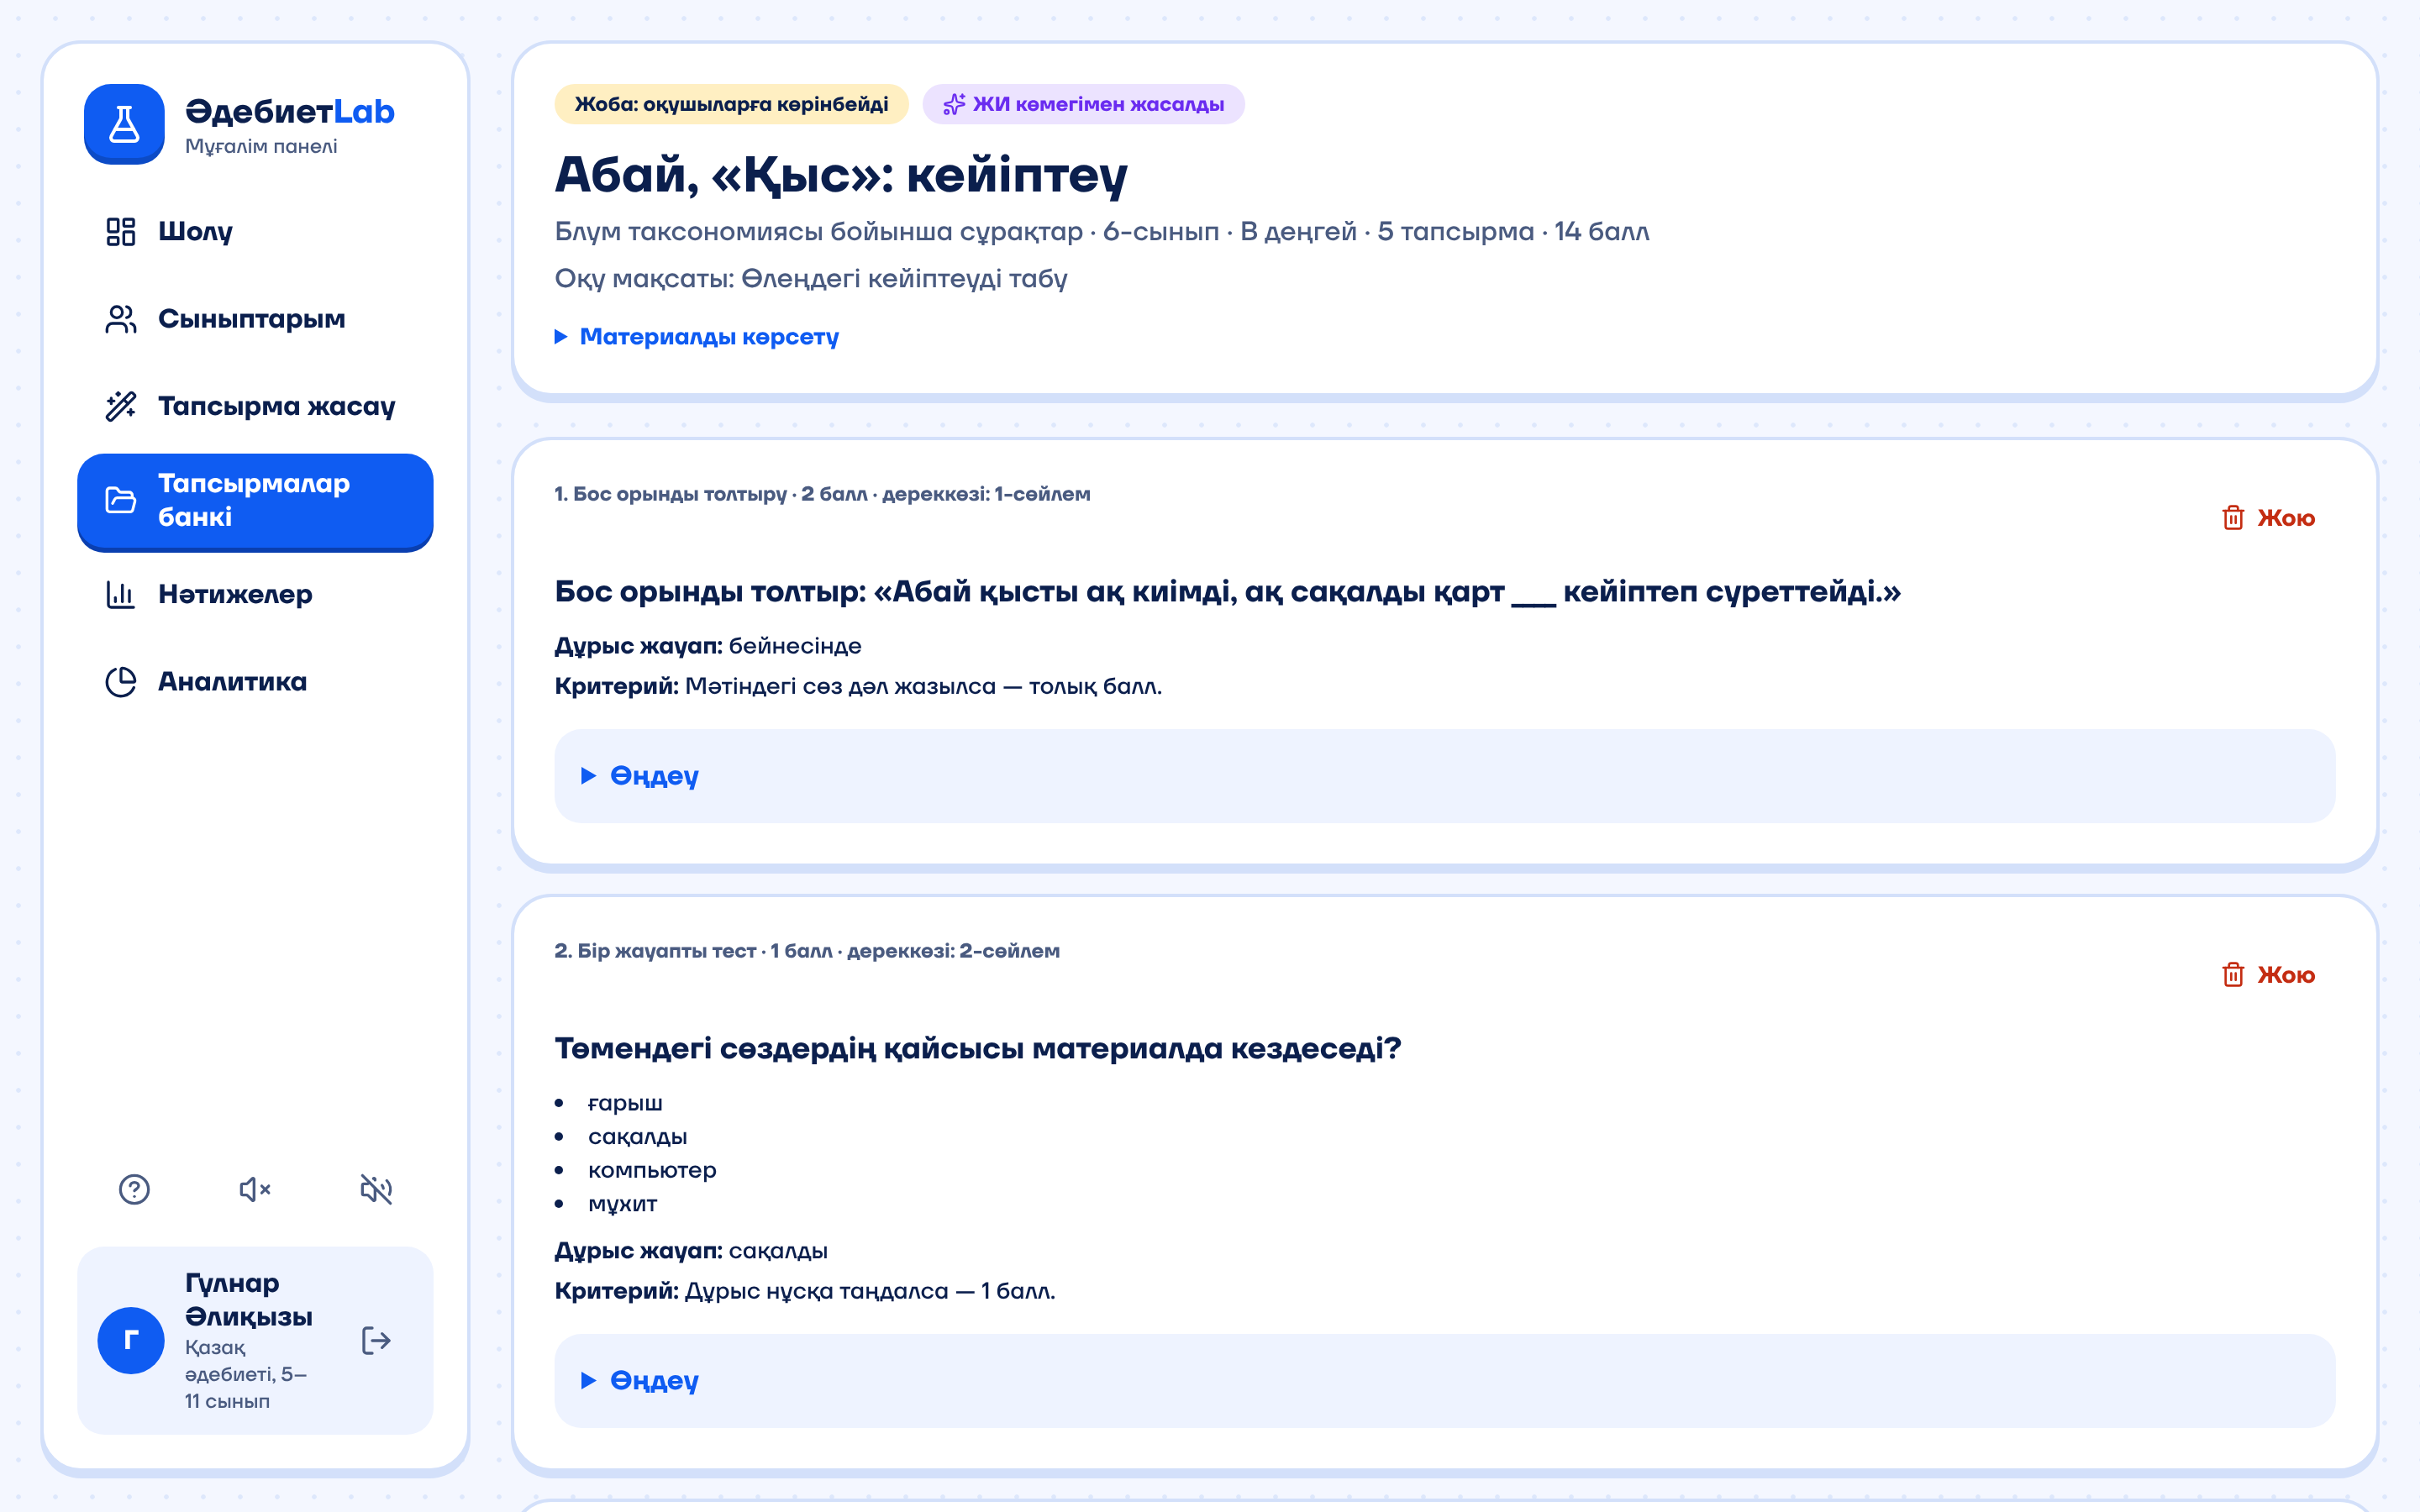 ӘдебиетLab
Мұғалім панелі
Шолу
Сыныптарым
Тапсырма жасау
Тапсырмалар
банкі
Нәтижелер
Аналитика
Г
Гүлнар
Әлиқызы
Қазақ
әдебиеті, 5–
11 сынып
Жоба: оқушыларға көрінбейді
ЖИ көмегімен жасалды
Абай, «Қыс»: кейіптеу
Блум таксономиясы бойынша сұрақтар · 6-сынып · B деңгей · 5 тапсырма · 14 балл
Оқу мақсаты: Өлеңдегі кейіптеуді табу
Материалды көрсету
1. Бос орынды толтыру · 2 балл · дереккөзі: 1-сөйлем
Жою
Бос орынды толтыр: «Абай қысты ақ киімді, ақ сақалды қарт ___ кейіптеп суреттейді.»
Дұрыс жауап: бейнесінде
Критерий: Мәтіндегі сөз дәл жазылса — толық балл.
Өңдеу
2. Бір жауапты тест · 1 балл · дереккөзі: 2-сөйлем
Жою
Төмендегі сөздердің қайсысы материалда кездеседі?
• ғарыш
• сақалды
• компьютер
• мұхит
Дұрыс жауап: сақалды
Критерий: Дұрыс нұсқа таңдалса — 1 балл.
Өңдеу